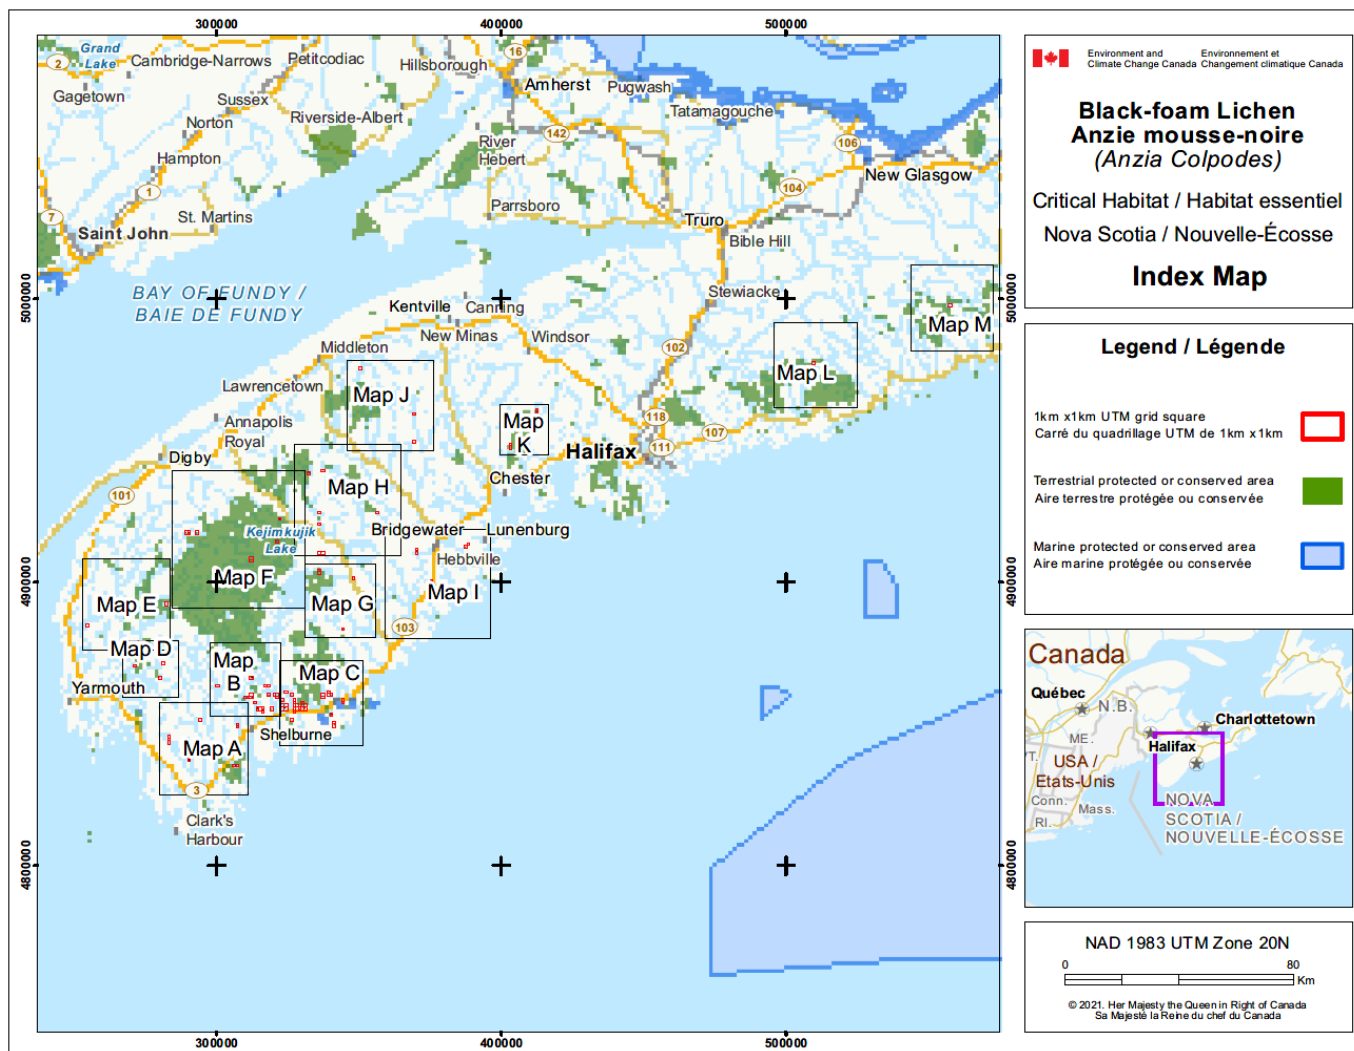 300000
400000
500000
Grand
Lake
2
Cambridge-Narrows
Petitcodiac
Hillsborough
16
Gagetown
Sussex
Amherst
Pugwash
Norton
Riverside-Albert
Tatamagouche
142
River
Hebert
106
Hampton
New Glasgow
1
104
St. Martins
Parrsboro
7
Saint John
Truro
Bible Hill
5000000
BAY OF FUNDY /
BAIE DE FUNDY
Stewiacke
5000000
Kentville
Canning
Map M
New Minas
Windsor
Middleton
102
Lawrencetown
Map J
Map L
Annapolis
Royal
Map
K
118
107
Digby
Halifax
111
Chester
101
Map H
Kejimkujik
Lake
Bridgewater
Lunenburg
Hebbville
4900000
Map F
Map I
4900000
Map E
Map G
103
Map D
Map
B
Map C
Yarmouth
Shelburne
Map A
3
Clark's
Harbour
4800000
4800000
300000
400000
500000
Environment and
Climate Change Canada
Environnement et
Changement climatique Canada
Black-foam Lichen
Anzie mousse-noire
(Anzia Colpodes)
Critical Habitat / Habitat essentiel
Nova Scotia / Nouvelle-Écosse
Index Map
Legend / Légende
1km x1km UTM grid square
Carré du quadrillage UTM de 1km x1km
Terrestrial protected or conserved area
Aire terrestre protégée ou conservée
Marine protected or conserved area
Aire marine protégée ou conservée
Canada
Québec
N.B.
Charlottetown
ME.
Halifax
VT.
USA /
Etats-Unis
Conn.
Mass.
RI.
NOVA
SCOTIA /
NOUVELLE-ÉCOSSE
NAD 1983 UTM Zone 20N
0
80
Km
© 2021. Her Majesty the Queen in Right of Canada
Sa Majesté la Reine du chef du Canada